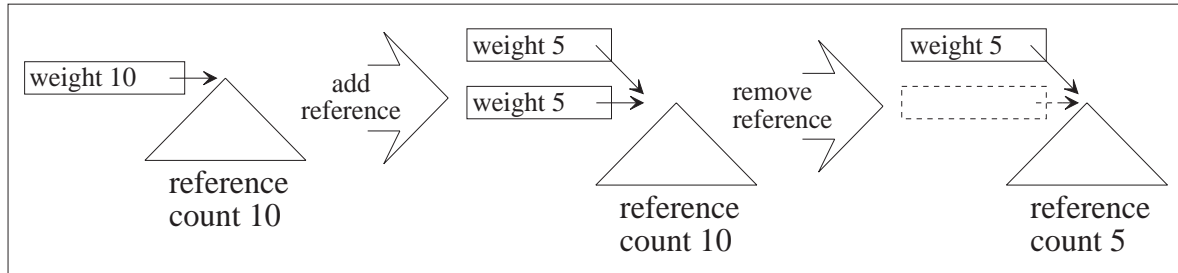 weight 10
reference
count 10
add
reference
weight 5
weight 5
reference
count 10
remove
reference
weight 5
reference
count 5